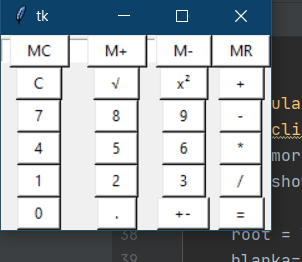 tk
MC M+ M- MR
C √ x² +
7 8 9 -
4 5 6 *
1 2 3 /
0 . +- =
ula
cli
mor
sho
38 root =
39 blanka=